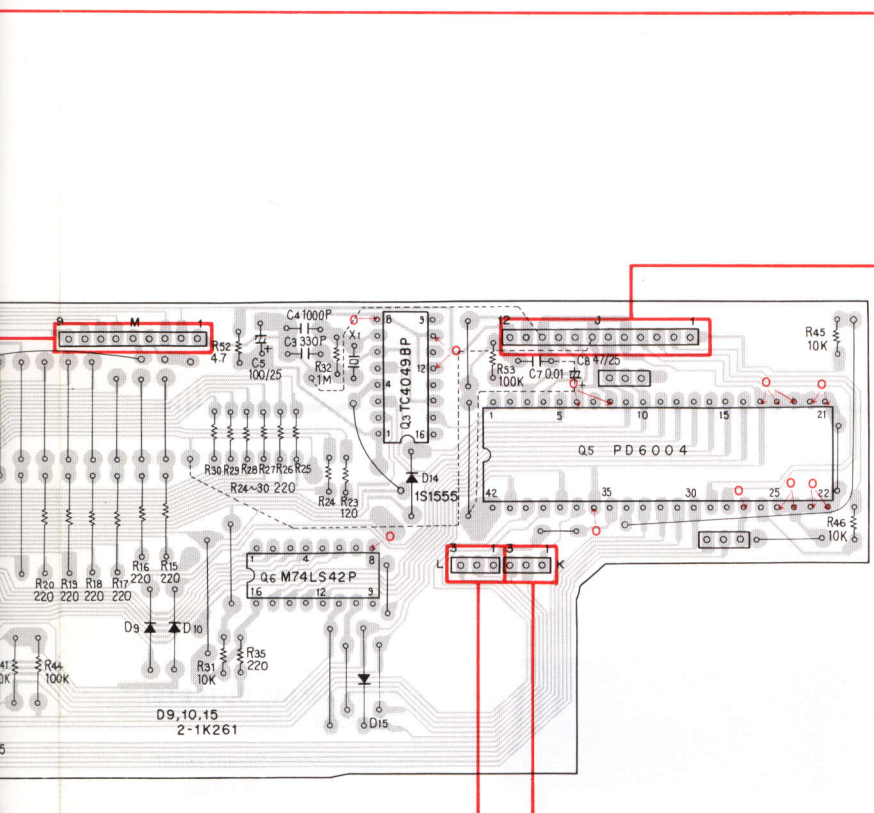 9 M 1
R52
4.7
C5
100/25
C4 1000P
C3 330P
R32
1M
X1
8 9
4 12
1 16
Q3 TC4049BP
12 J 1
R53
100K
C8 47/25
C7 0.01
R45
10K
1 5 10 15 21
Q5 PD6004
42 35 30 25 22
R46
10K
R30 R29 R28 R27 R26 R25
R24~30 220
R24
R23
120
D14
1S1555
1 4 8
Q6 M74LS42P
16 12 9
L 3 1 3 1 K
R20
220
R19
220
R18
220
R17
220
R16
220
R15
220
D9 D10
R44
100K
R31
10K
R35
220
D15
D9,10,15
2-1K261